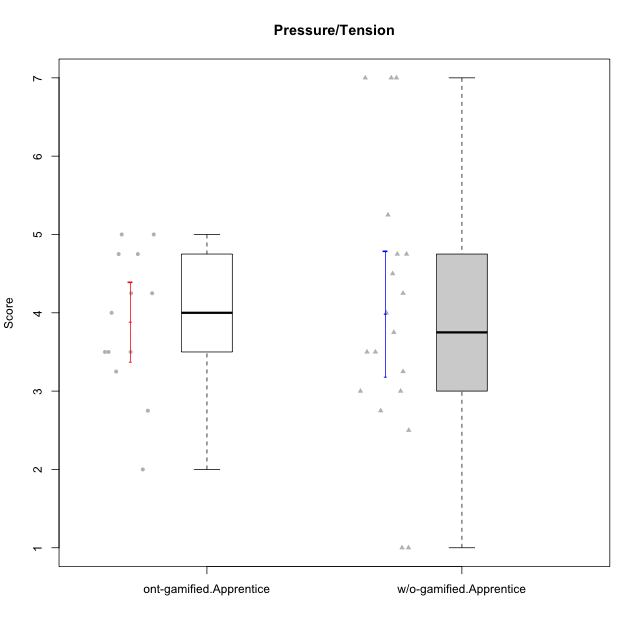 Pressure/Tension
Score
7
6
5
4
3
2
1
ont-gamified.Apprentice
w/o-gamified.Apprentice